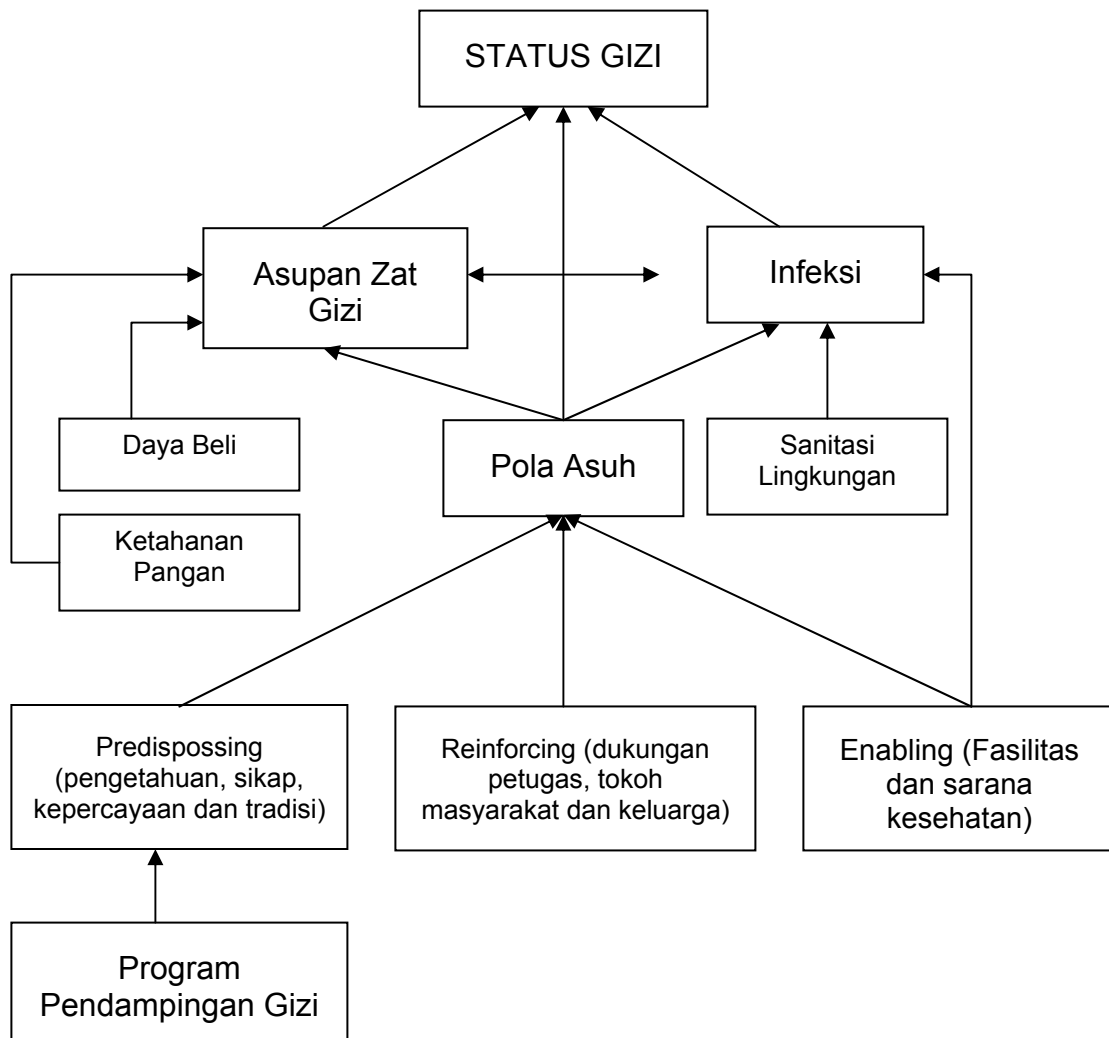 STATUS GIZI
Asupan Zat
Gizi
Infeksi
Daya Beli
Pola Asuh
Sanitasi
Lingkungan
Ketahanan
Pangan
Predispossing
(pengetahuan, sikap,
kepercayaan dan tradisi)
Reinforcing (dukungan
petugas, tokoh
masyarakat dan keluarga)
Enabling (Fasilitas
dan sarana
kesehatan)
Program
Pendampingan Gizi